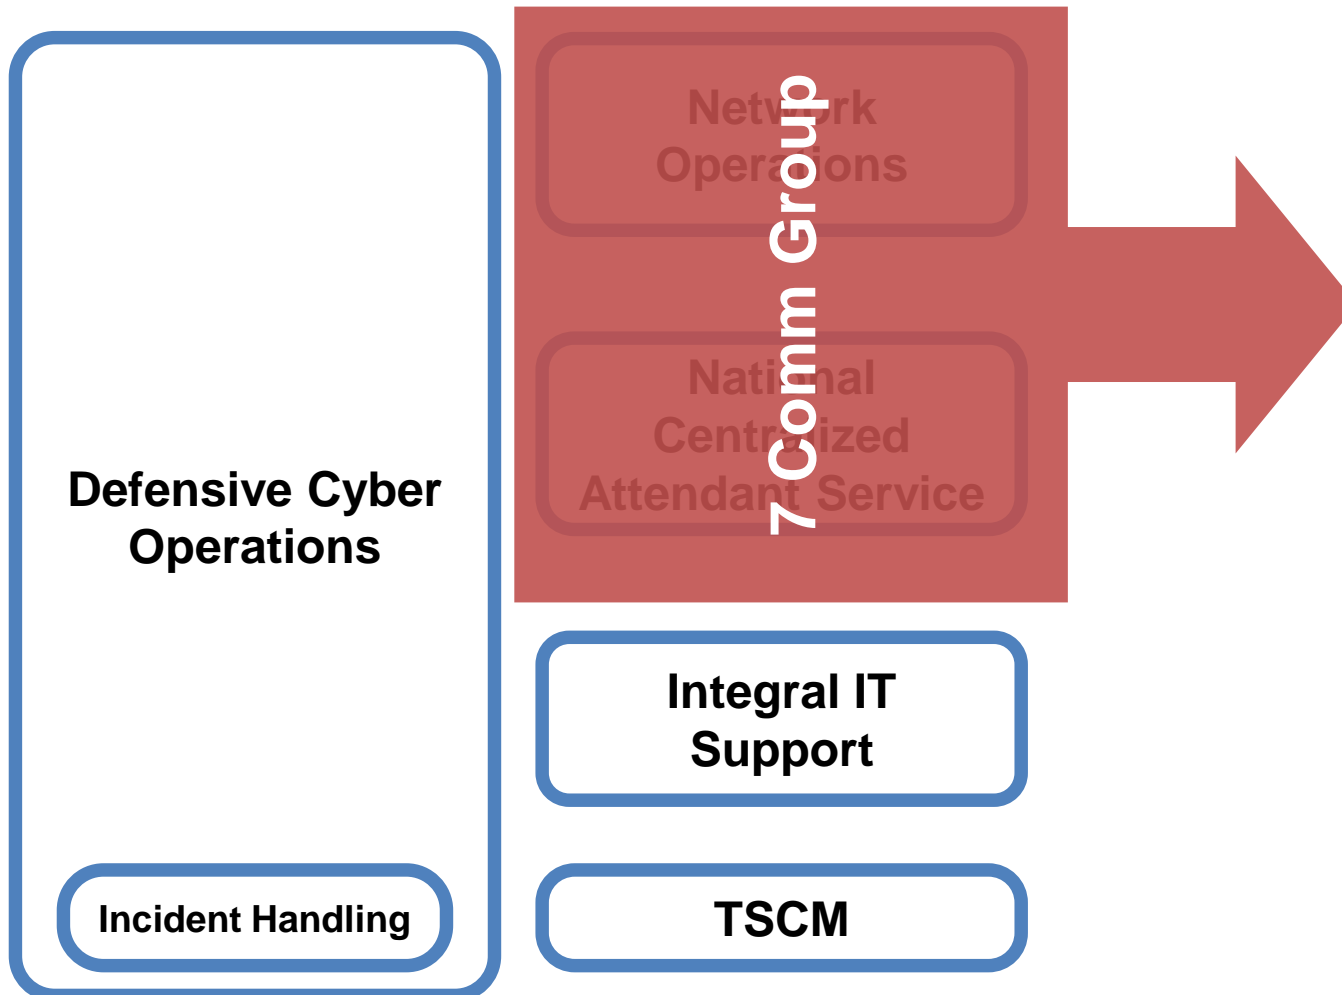 Defensive Cyber
Operations
Incident Handling
Network
Operations
National
Centralized
Attendant Service
7 Comm Group
Integral IT
Support
TSCM